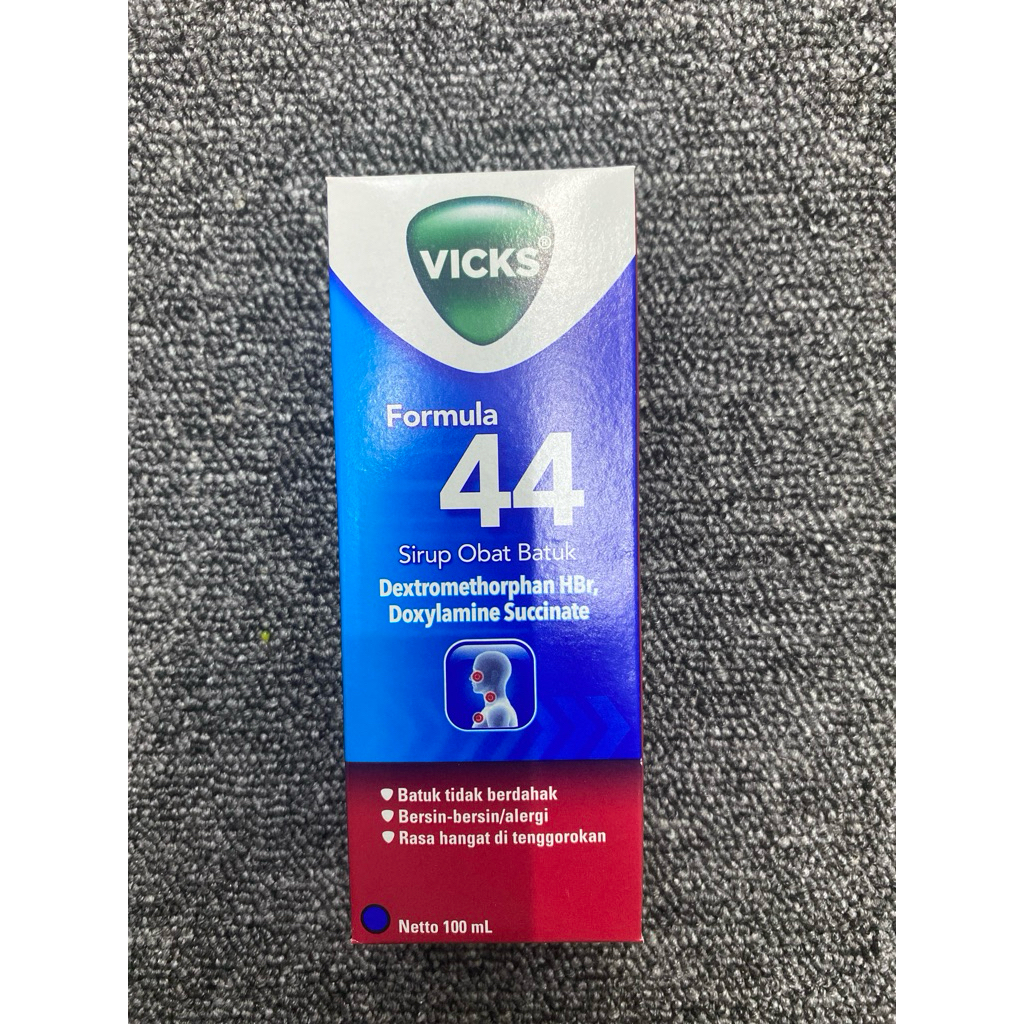 VICKS®
Formula
44
Sirup Obat Batuk
Dextromethorphan HBr,
Doxylamine Succinate
Batuk tidak berdahak
Bersin-bersin/alergi
Rasa hangat di tenggorokan
Netto 100 mL